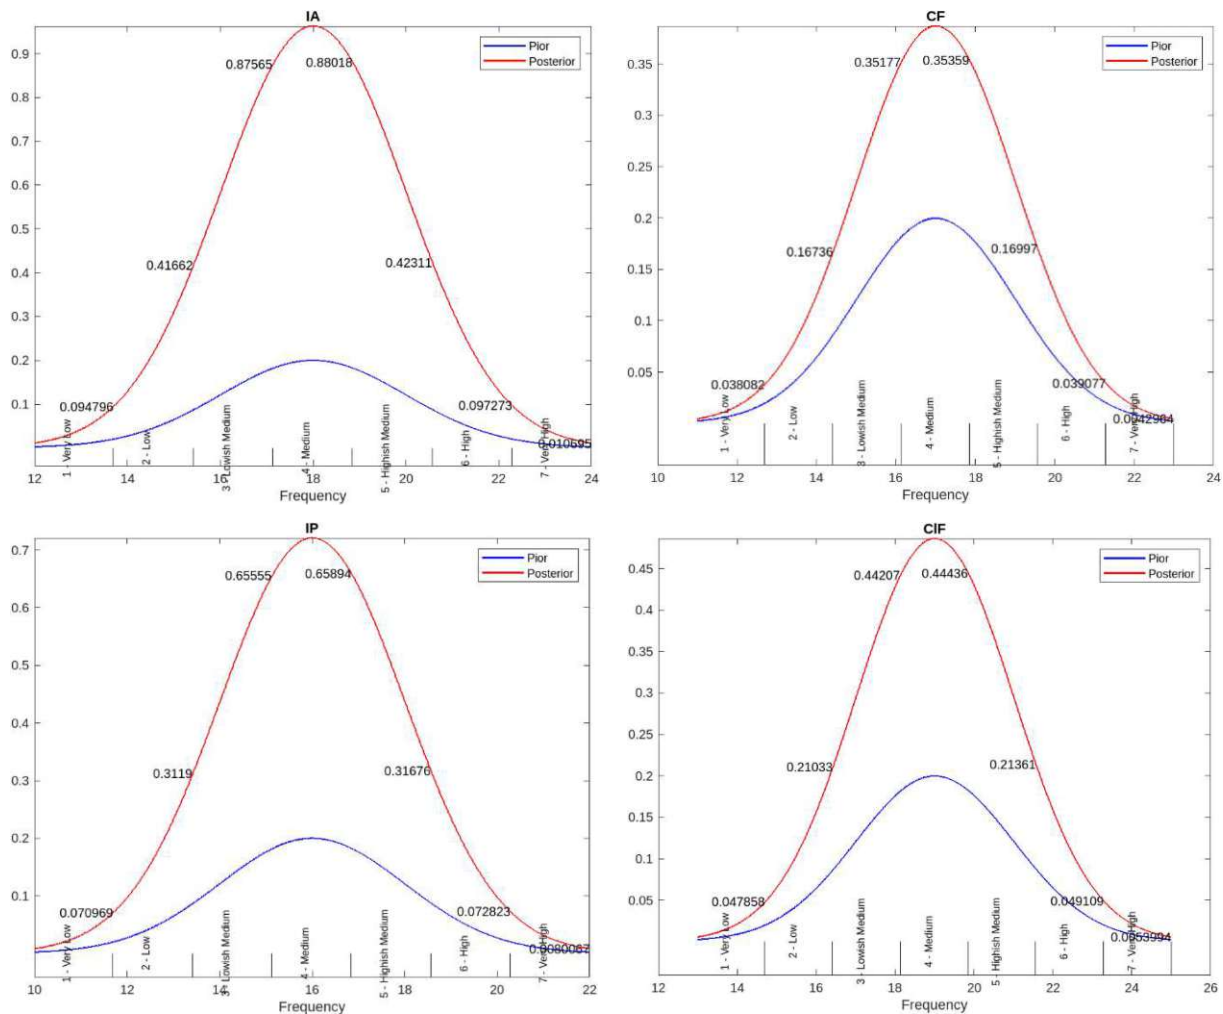 IA
Pior
Posterior
0.9
0.8
0.7
0.6
0.5
0.4
0.3
0.2
0.1
0.87565
0.88018
0.41662
0.42311
0.094796
0.097273
0.010695
1 - Very Low
2 - Low
3 - Lowish Medium
4 - Medium
5 - Highish Medium
6 - High
7 - Very High
12 14 16 18 20 22 24
Frequency
CF
Pior
Posterior
0.35
0.3
0.25
0.2
0.15
0.1
0.05
0.35177
0.35359
0.16736
0.16997
0.038082
0.039077
0.0042964
1 - Very Low
2 - Low
3 - Lowish Medium
4 - Medium
5 - Highish Medium
6 - High
7 - Very High
10 12 14 16 18 20 22 24
Frequency
IP
Pior
Posterior
0.7
0.6
0.5
0.4
0.3
0.2
0.1
0.65555
0.65894
0.3119
0.31676
0.070969
0.072823
0.0080067
1 - Very Low
2 - Low
3 - Lowish Medium
4 - Medium
5 - Highish Medium
6 - High
7 - Very High
10 12 14 16 18 20 22
Frequency
CIF
Pior
Posterior
0.45
0.4
0.35
0.3
0.25
0.2
0.15
0.1
0.05
0.44207
0.44436
0.21033
0.21361
0.047858
0.049109
0.0053994
1 - Very Low
2 - Low
3 - Lowish Medium
4 - Medium
5 - Highish Medium
6 - High
7 - Very High
12 14 16 18 20 22 24 26
Frequency